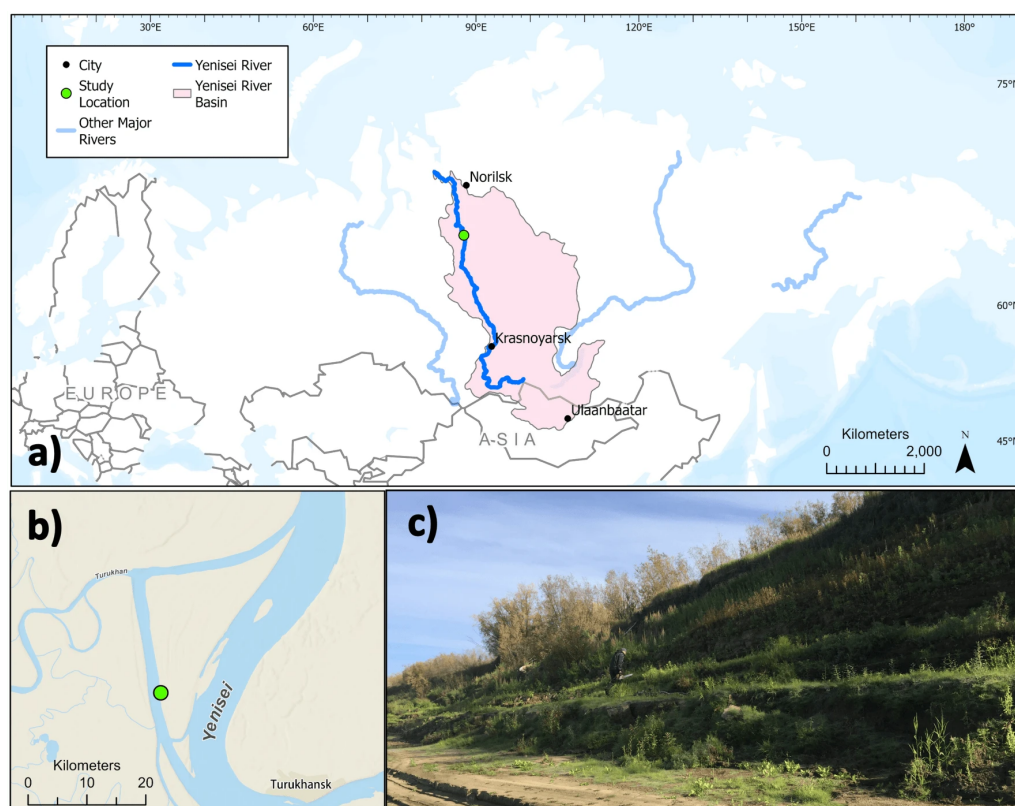 30°E 60°E 90°E 120°E 150°E 180°
75°N
60°N
45°N
City
Study
Location
Other Major
Rivers
Yenisei River
Yenisei River
Basin
Norilsk
Krasnoyarsk
Ulaanbaatar
EUROPE
ASIA
a)
Kilometers
0 2,000
N
b)
Turukhan
Yenisei
Turukhansk
Kilometers
0 10 20
c)